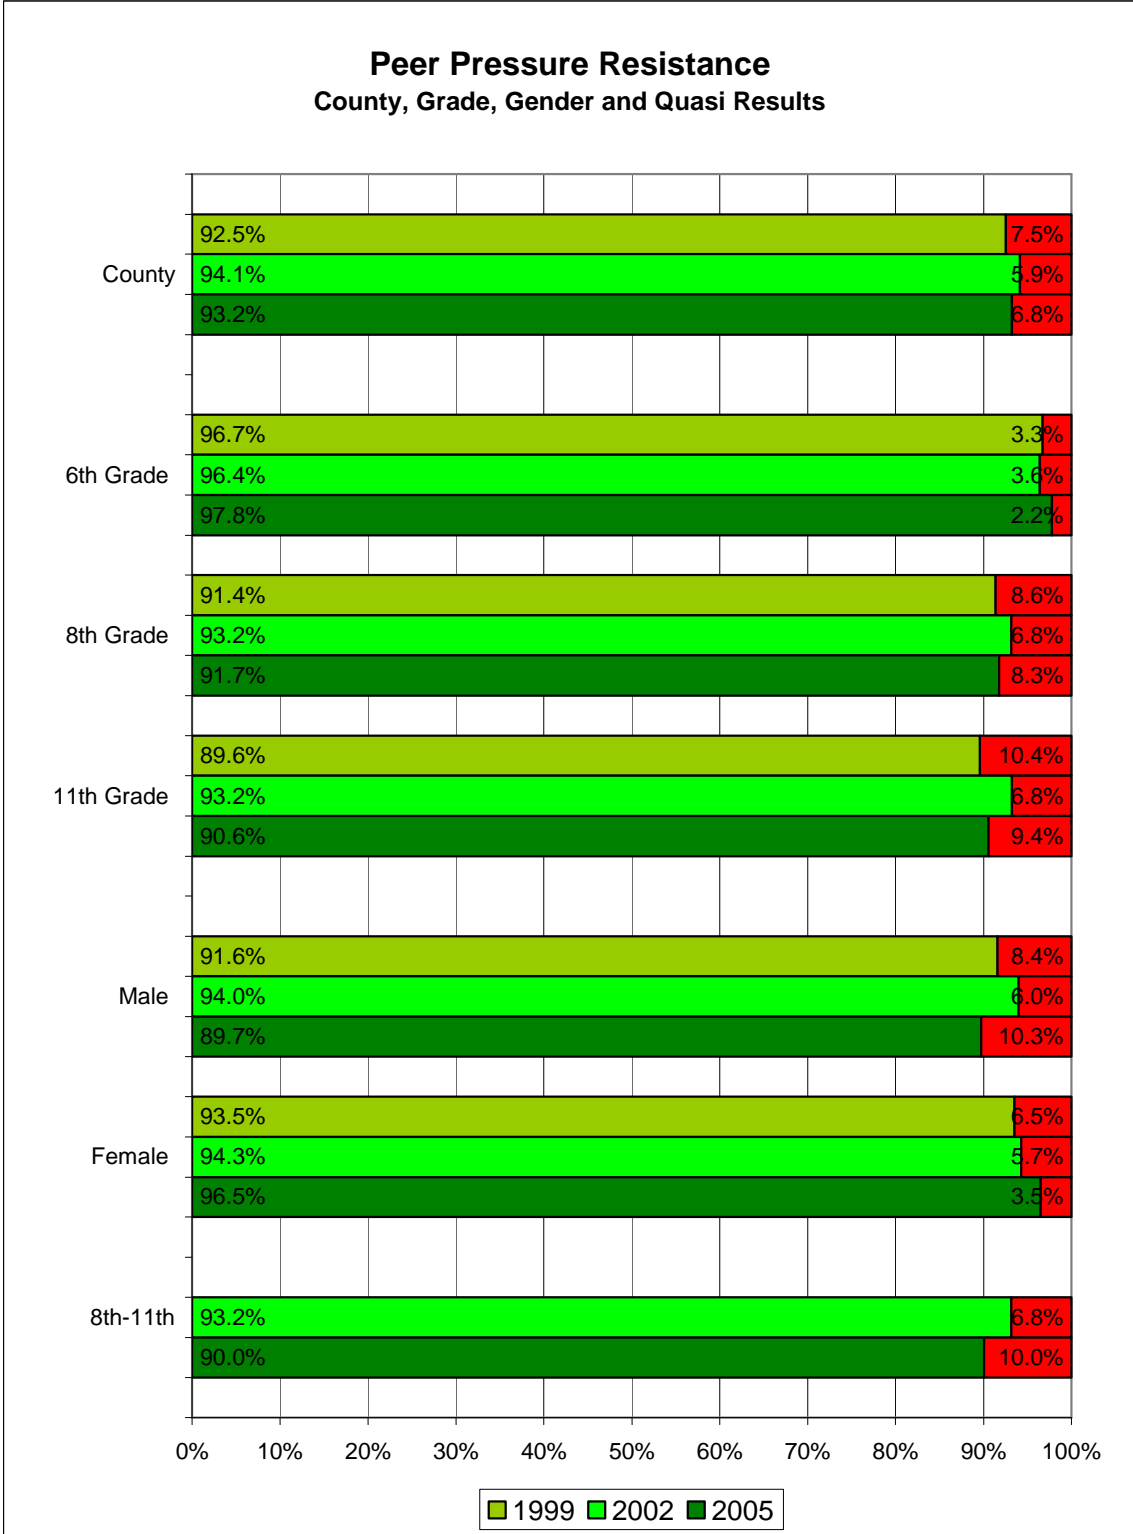 Peer Pressure Resistance
County, Grade, Gender and Quasi Results
92.5% 7.5%
County 94.1% 5.9%
93.2% 6.8%
96.7% 3.3%
6th Grade 96.4% 3.6%
97.8% 2.2%
91.4% 8.6%
8th Grade 93.2% 6.8%
91.7% 8.3%
89.6% 10.4%
11th Grade 93.2% 6.8%
90.6% 9.4%
91.6% 8.4%
Male 94.0% 6.0%
89.7% 10.3%
93.5% 6.5%
Female 94.3% 5.7%
96.5% 3.5%
8th-11th 93.2% 6.8%
90.0% 10.0%
0% 10% 20% 30% 40% 50% 60% 70% 80% 90% 100%
1999 2002 2005